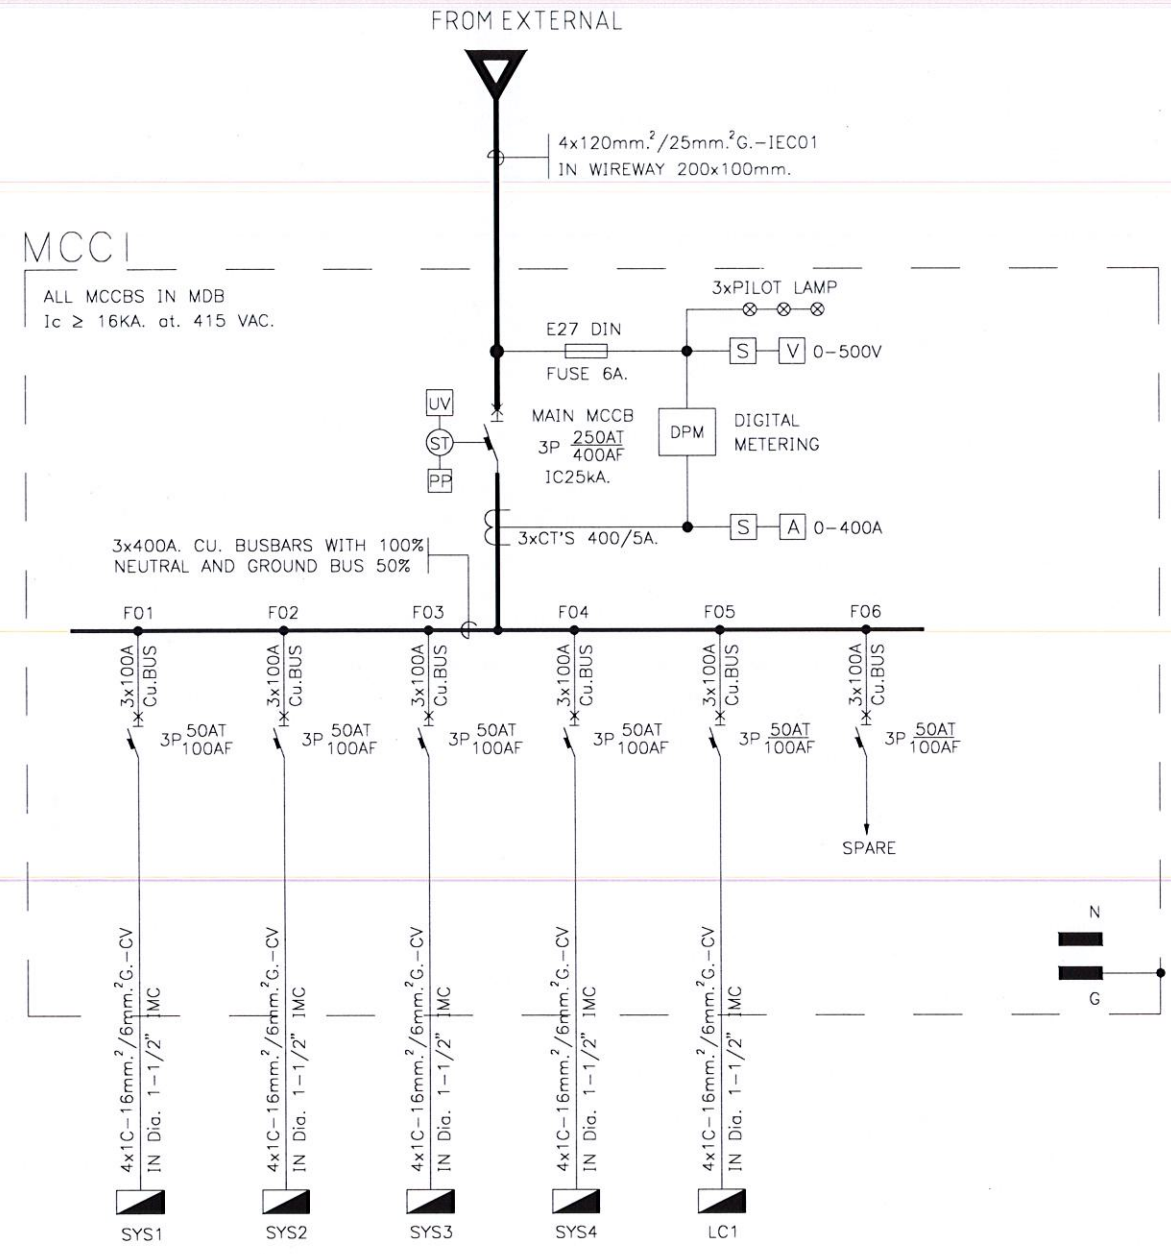 FROM EXTERNAL
4x120mm.²/25mm.²G.-IEC01
IN WIREWAY 200x100mm.
MCC1
ALL MCCBS IN MDB
Ic ≥ 16KA. at. 415 VAC.
3xPILOT LAMP
E27 DIN
FUSE 6A.
S
V
0-500V
UV
ST
PP
MAIN MCCB
3P 250AT
400AF
IC25kA.
DPM
DIGITAL
METERING
3xCT'S 400/5A.
S
A
0-400A
3x400A. CU. BUSBARS WITH 100%
NEUTRAL AND GROUND BUS 50%
F01
F02
F03
F04
F05
F06
3x100A
Cu.BUS
3x100A
Cu.BUS
3x100A
Cu.BUS
3x100A
Cu.BUS
3x100A
Cu.BUS
3x100A
Cu.BUS
3P 50AT
100AF
3P 50AT
100AF
3P 50AT
100AF
3P 50AT
100AF
3P 50AT
100AF
3P 50AT
100AF
SPARE
N
G
4x1C-16mm.²/6mm.²G.-CV
IN Dia. 1-1/2" IMC
4x1C-16mm.²/6mm.²G.-CV
IN Dia. 1-1/2" IMC
4x1C-16mm.²/6mm.²G.-CV
IN Dia. 1-1/2" IMC
4x1C-16mm.²/6mm.²G.-CV
IN Dia. 1-1/2" IMC
4x1C-16mm.²/6mm.²G.-CV
IN Dia. 1-1/2" IMC
SYS1
SYS2
SYS3
SYS4
LC1